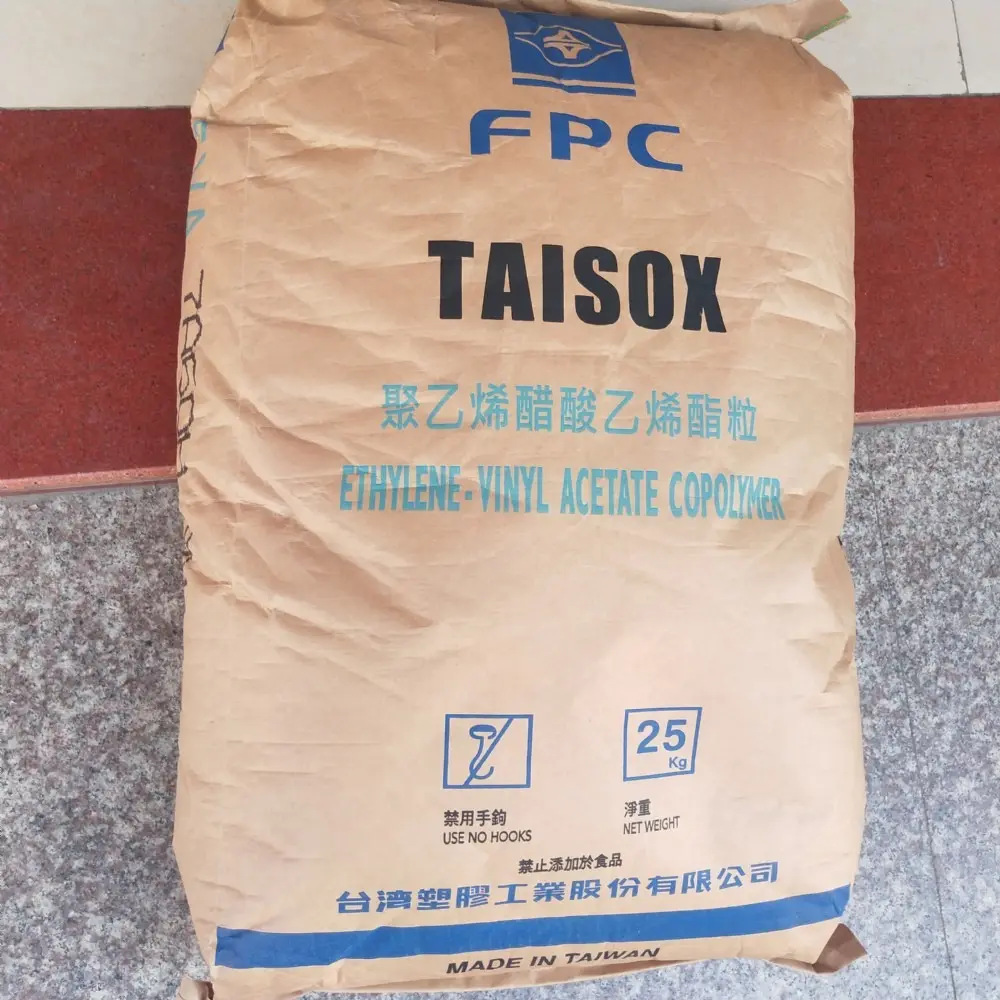 FPC
TAISOX
聚乙烯醋酸乙烯酯粒
ETHYLENE-VINYL ACETATE COPOLYMER
25
Kg
禁用手鉤
USE NO HOOKS
淨重
NET WEIGHT
禁止添加於食品
台灣塑膠工業股份有限公司
MADE IN TAIWAN
EVA